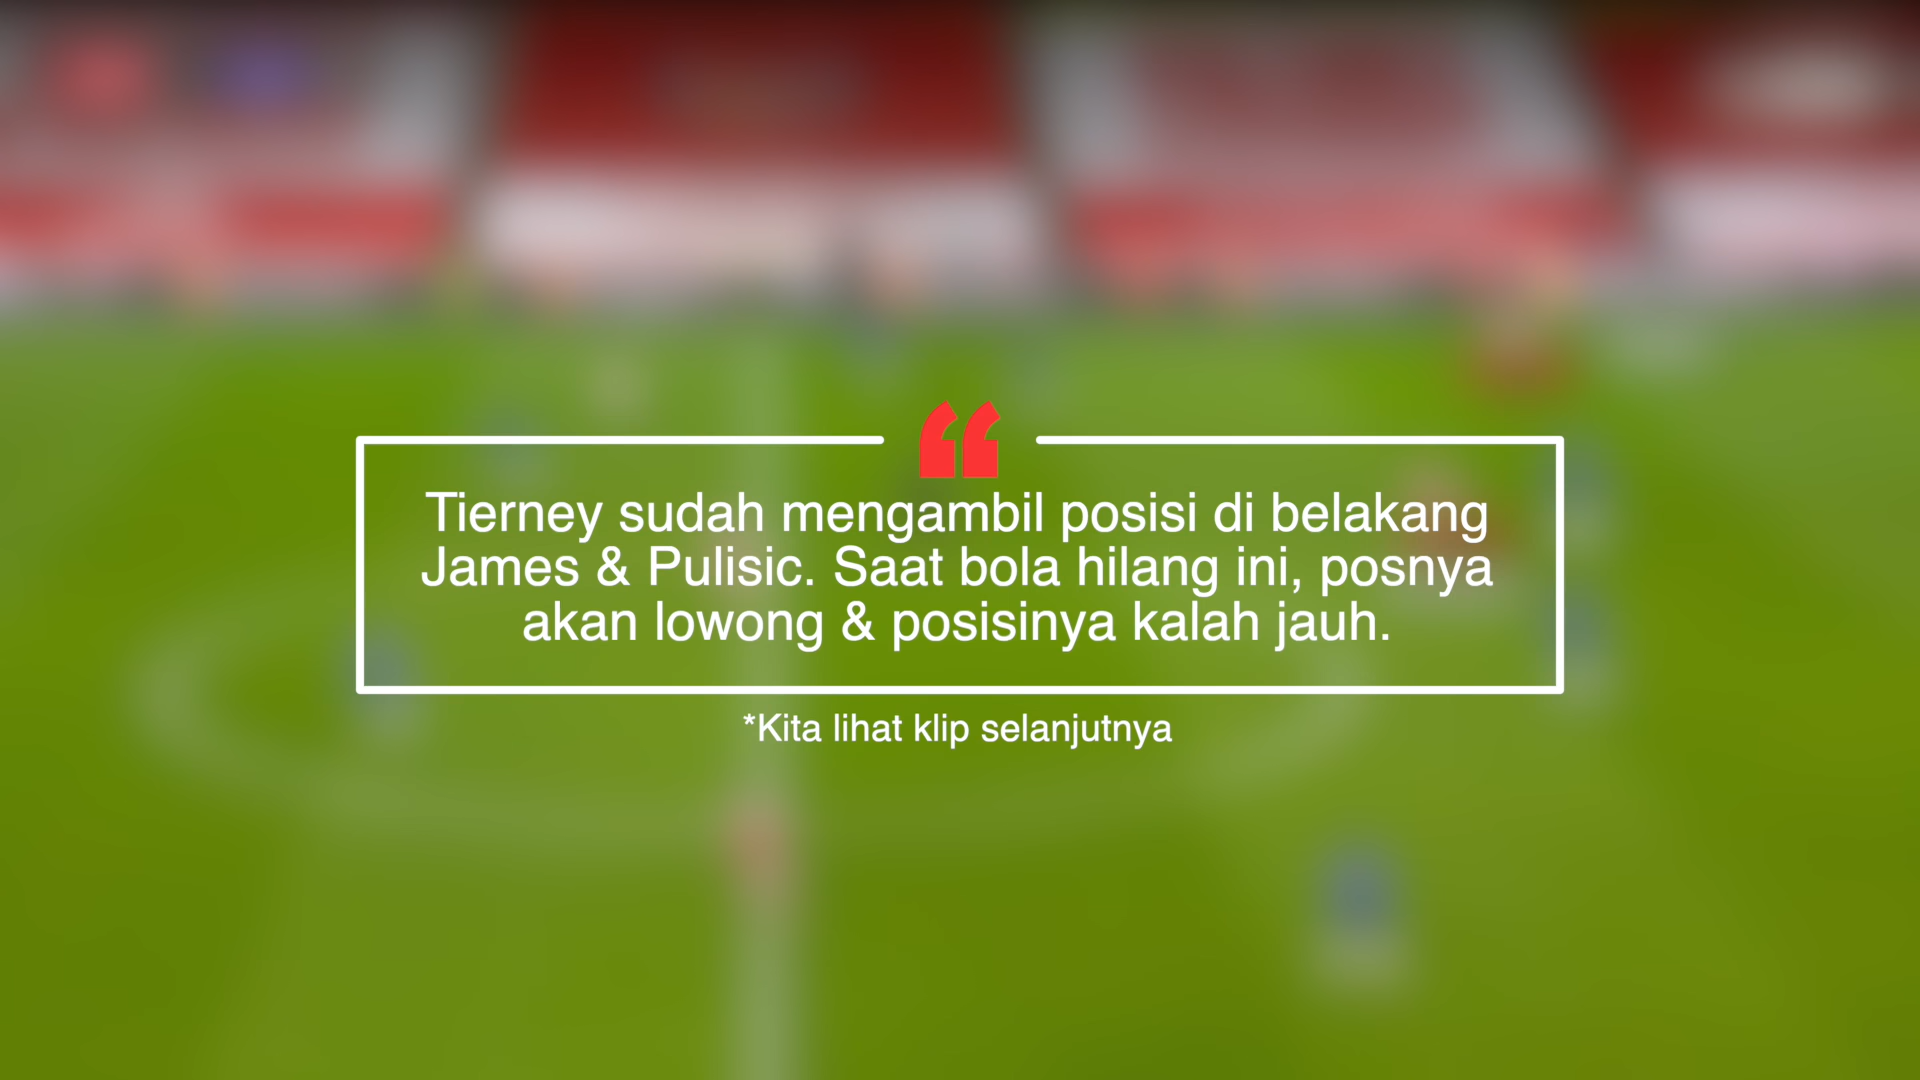 Tierney sudah mengambil posisi di belakang
James & Pulisic. Saat bola hilang ini, posnya
akan lowong & posisinya kalah jauh.
*Kita lihat klip selanjutnya